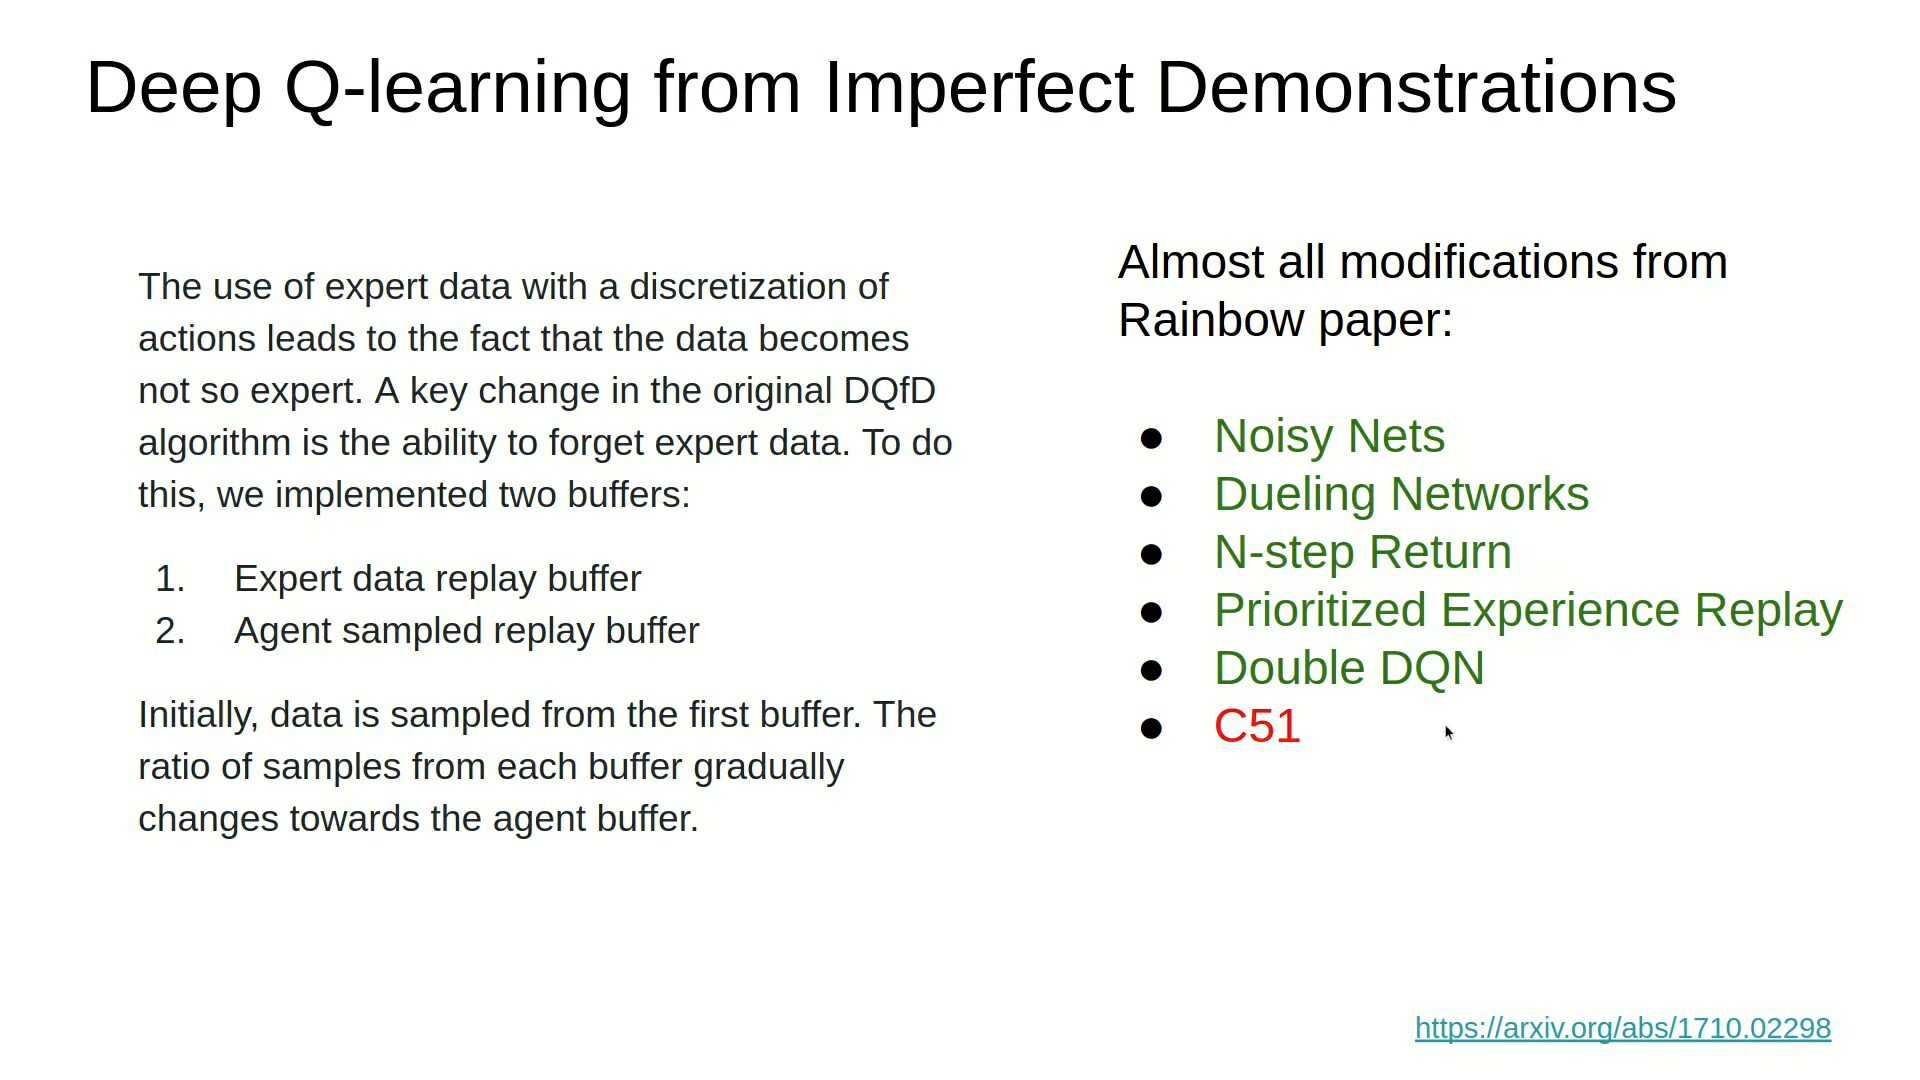 Deep Q-learning from Imperfect Demonstrations
The use of expert data with a discretization of
actions leads to the fact that the data becomes
not so expert. A key change in the original DQfD
algorithm is the ability to forget expert data. To do
this, we implemented two buffers:
1. Expert data replay buffer
2. Agent sampled replay buffer
Initially, data is sampled from the first buffer. The
ratio of samples from each buffer gradually
changes towards the agent buffer.
Almost all modifications from
Rainbow paper:
● Noisy Nets
● Dueling Networks
● N-step Return
● Prioritized Experience Replay
● Double DQN
● C51
https://arxiv.org/abs/1710.02298